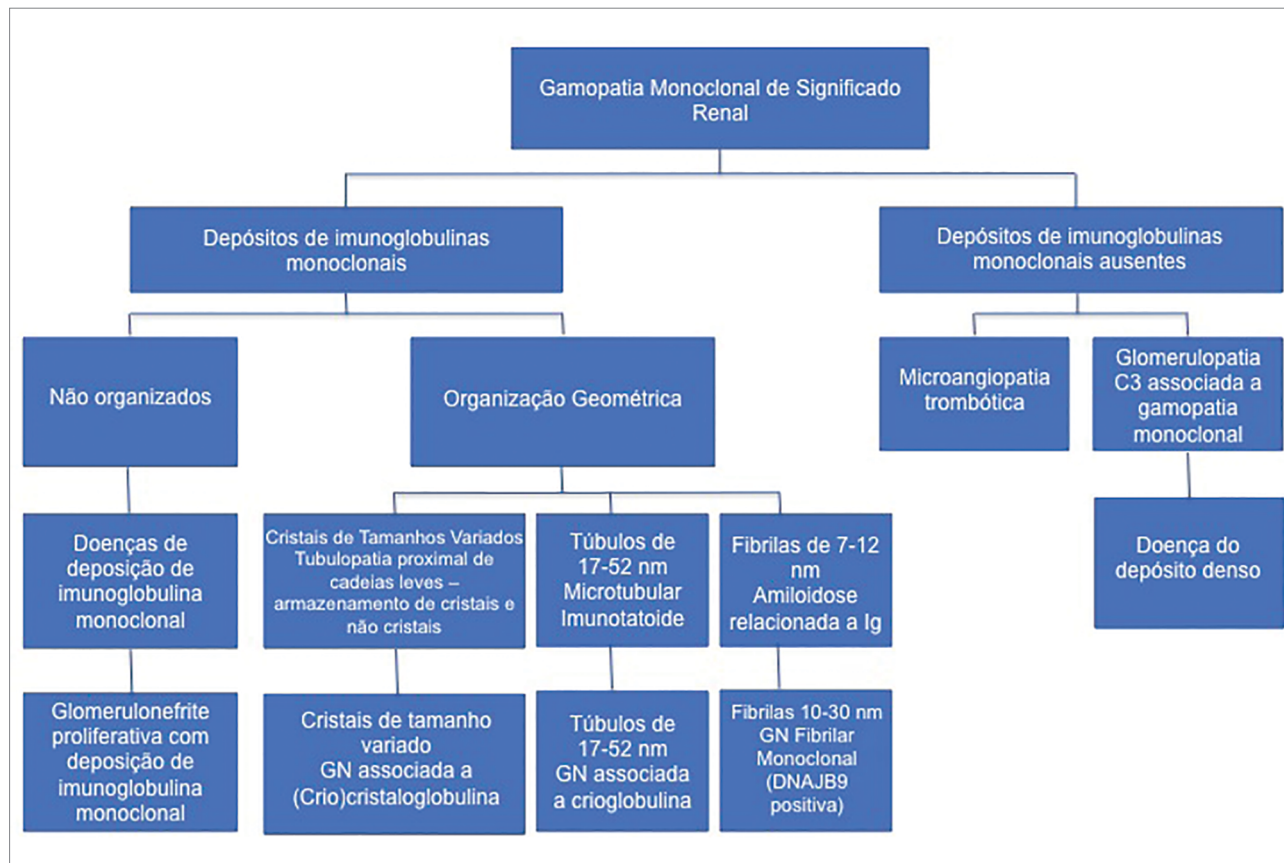 Gamopatia Monoclonal de Significado
Renal
Depósitos de imunoglobulinas
monoclonais
Depósitos de imunoglobulinas
monoclonais ausentes
Não organizados
Organização Geométrica
Microangiopatia
trombótica
Glomerulopatia
C3 associada a
gamopatia
monoclonal
Doenças de
deposição de
imunoglobulina
monoclonal
Cristais de Tamanhos Variados
Tubulopatia proximal de
cadeias leves –
armazenamento de cristais e
não cristais
Túbulos de
17-52 nm
Microtubular
Imunotatoide
Fibrilas de 7-12
nm
Amiloidose
relacionada a Ig
Doença do
depósito denso
Glomerulonefrite
proliferativa com
deposição de
imunoglobulina
monoclonal
Cristais de tamanho
variado
GN associada a
(Crio)cristaloglobulina
Túbulos de
17-52 nm
GN associada
a crioglobulina
Fibrilas 10-30 nm
GN Fibrilar
Monoclonal
(DNAJB9
positiva)